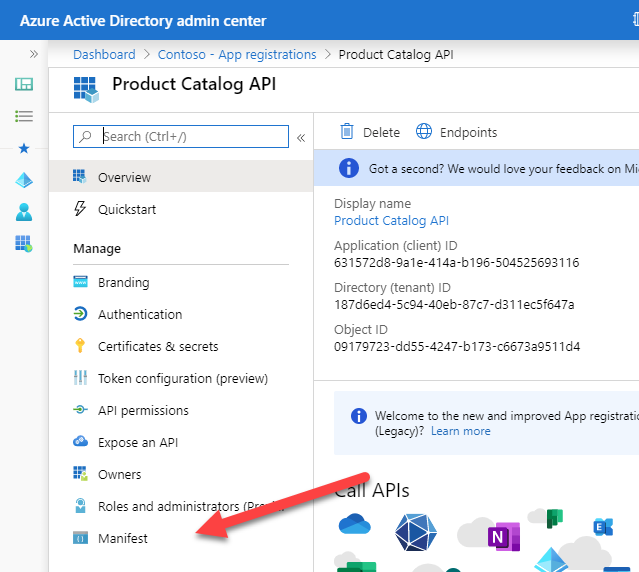 Azure Active Directory admin center
Dashboard > Contoso - App registrations > Product Catalog API
Product Catalog API
Search (Ctrl+/)
Overview
Quickstart
Manage
Branding
Authentication
Certificates & secrets
Token configuration (preview)
API permissions
Expose an API
Owners
Roles and administrators (Pre
Manifest
Delete
Endpoints
Got a second? We would love your feedback on Mi
Display name
Product Catalog API
Application (client) ID
631572d8-9a1e-414a-b196-504525693116
Directory (tenant) ID
187d6ed4-5c94-40eb-87c7-d311ec5f647a
Object ID
09179723-dd55-4247-b173-c6673a9511d4
Welcome to the new and improved App registratio
(Legacy)? Learn more
Call APIs
N
E